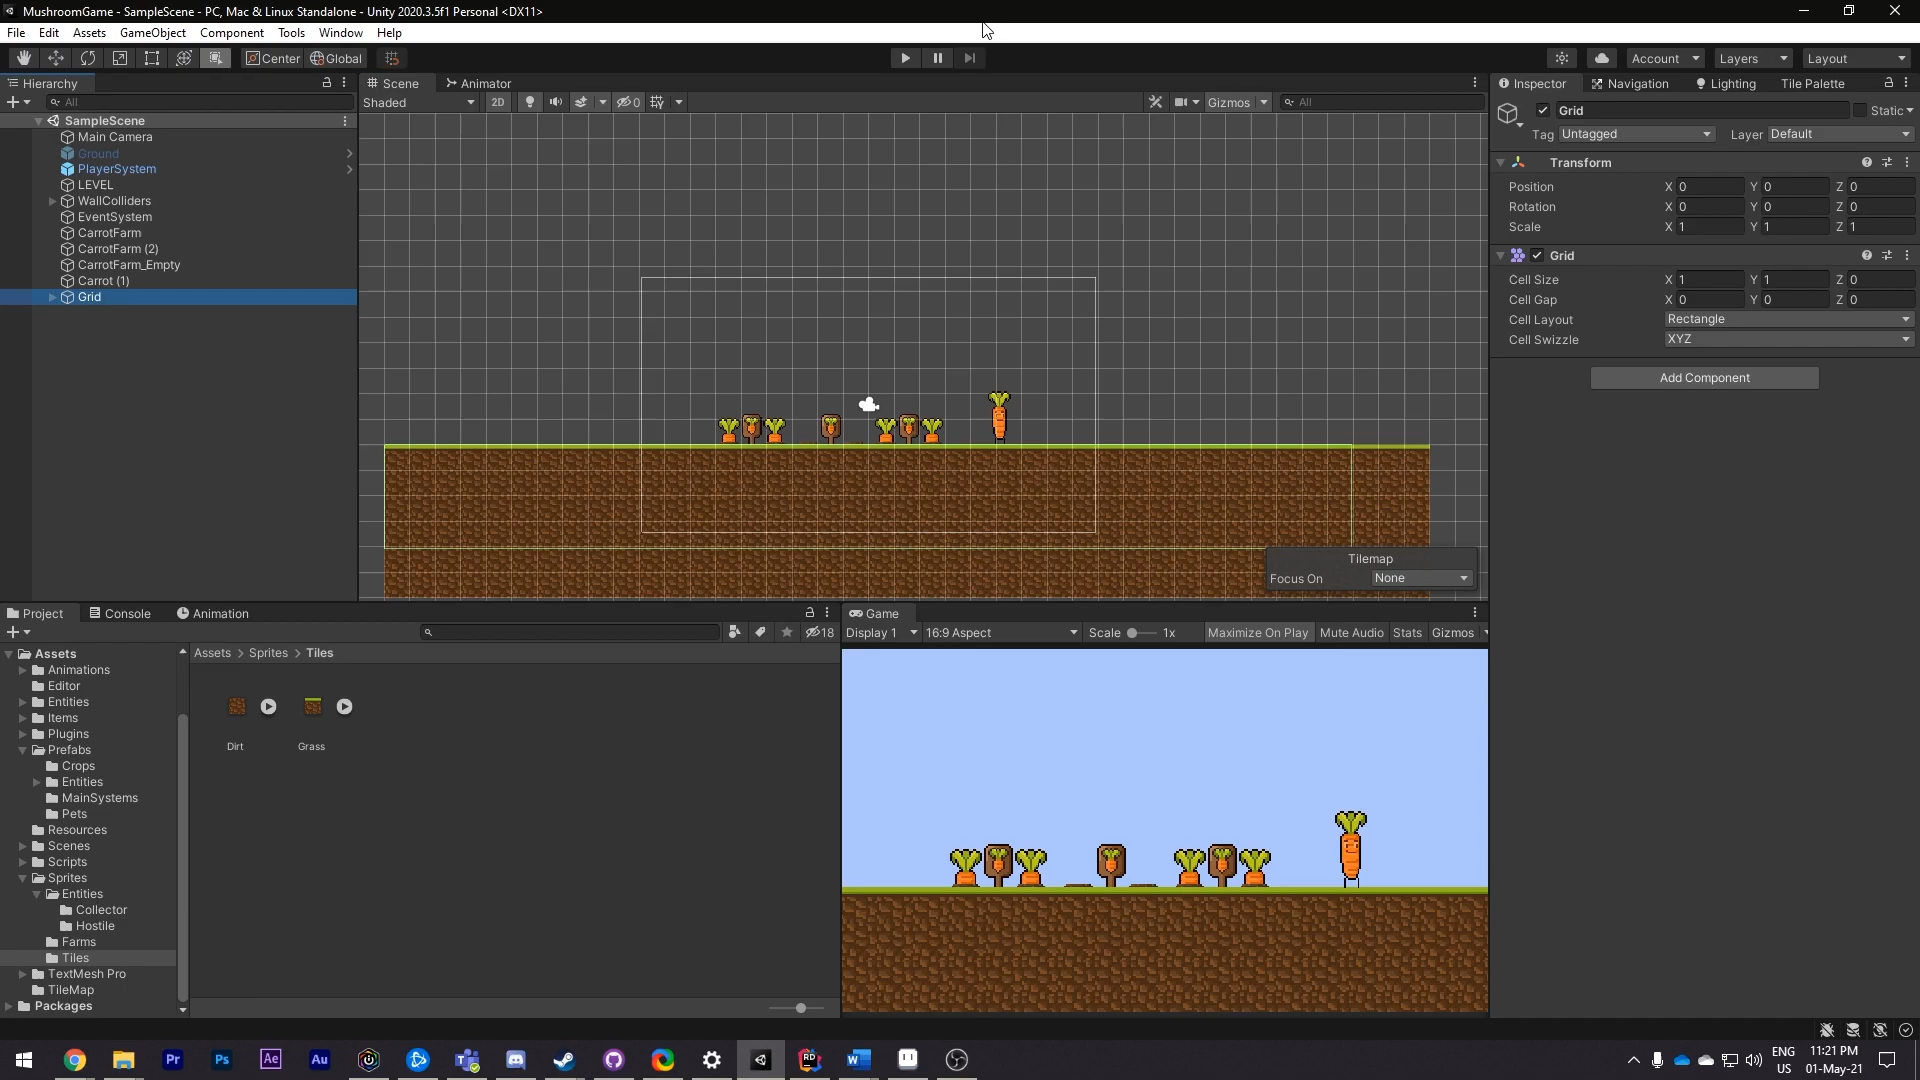 MushroomGame - SampleScene - PC, Mac & Linux Standalone - Unity 2020.3.5f1 Personal <DX11>
File Edit Assets GameObject Component Tools Window Help
Center Global Account Layers Layout
Hierarchy
All
SampleScene
Main Camera
Ground
PlayerSystem
LEVEL
WallColliders
EventSystem
CarrotFarm
CarrotFarm (2)
CarrotFarm_Empty
Carrot (1)
Grid
Scene Animator
Shaded 2D 0 Gizmos All
Tilemap
Focus On None
Inspector Navigation Lighting Tile Palette
Grid Static
Tag Untagged Layer Default
Transform
Position X 0 Y 0 Z 0
Rotation X 0 Y 0 Z 0
Scale X 1 Y 1 Z 1
Grid
Cell Size X 1 Y 1 Z 0
Cell Gap X 0 Y 0 Z 0
Cell Layout Rectangle
Cell Swizzle XYZ
Add Component
Project Console Animation
18
Assets
Animations
Editor
Entities
Items
Plugins
Prefabs
Crops
Entities
MainSystems
Pets
Resources
Scenes
Scripts
Sprites
Entities
Collector
Hostile
Farms
Tiles
TextMesh Pro
TileMap
Packages
Assets > Sprites > Tiles
Dirt Grass
Game
Display 1 16:9 Aspect Scale 1x Maximize On Play Mute Audio Stats Gizmos
Pr Ps Ae Au RD W
ENG
US
11:21 PM
01-May-21